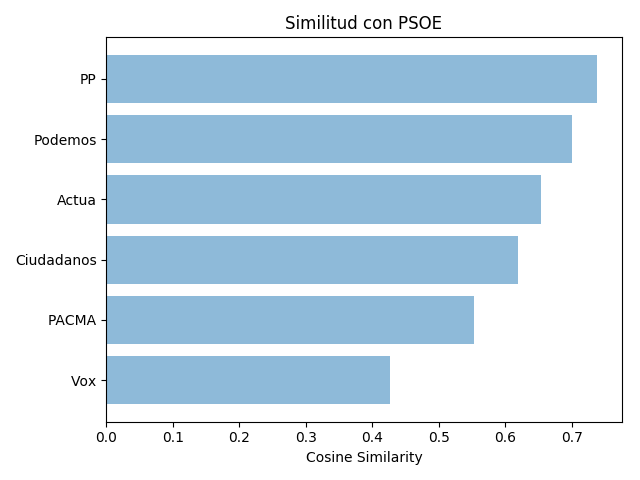 Similitud con PSOE
PP
Podemos
Actua
Ciudadanos
PACMA
Vox
0.0 0.1 0.2 0.3 0.4 0.5 0.6 0.7
Cosine Similarity